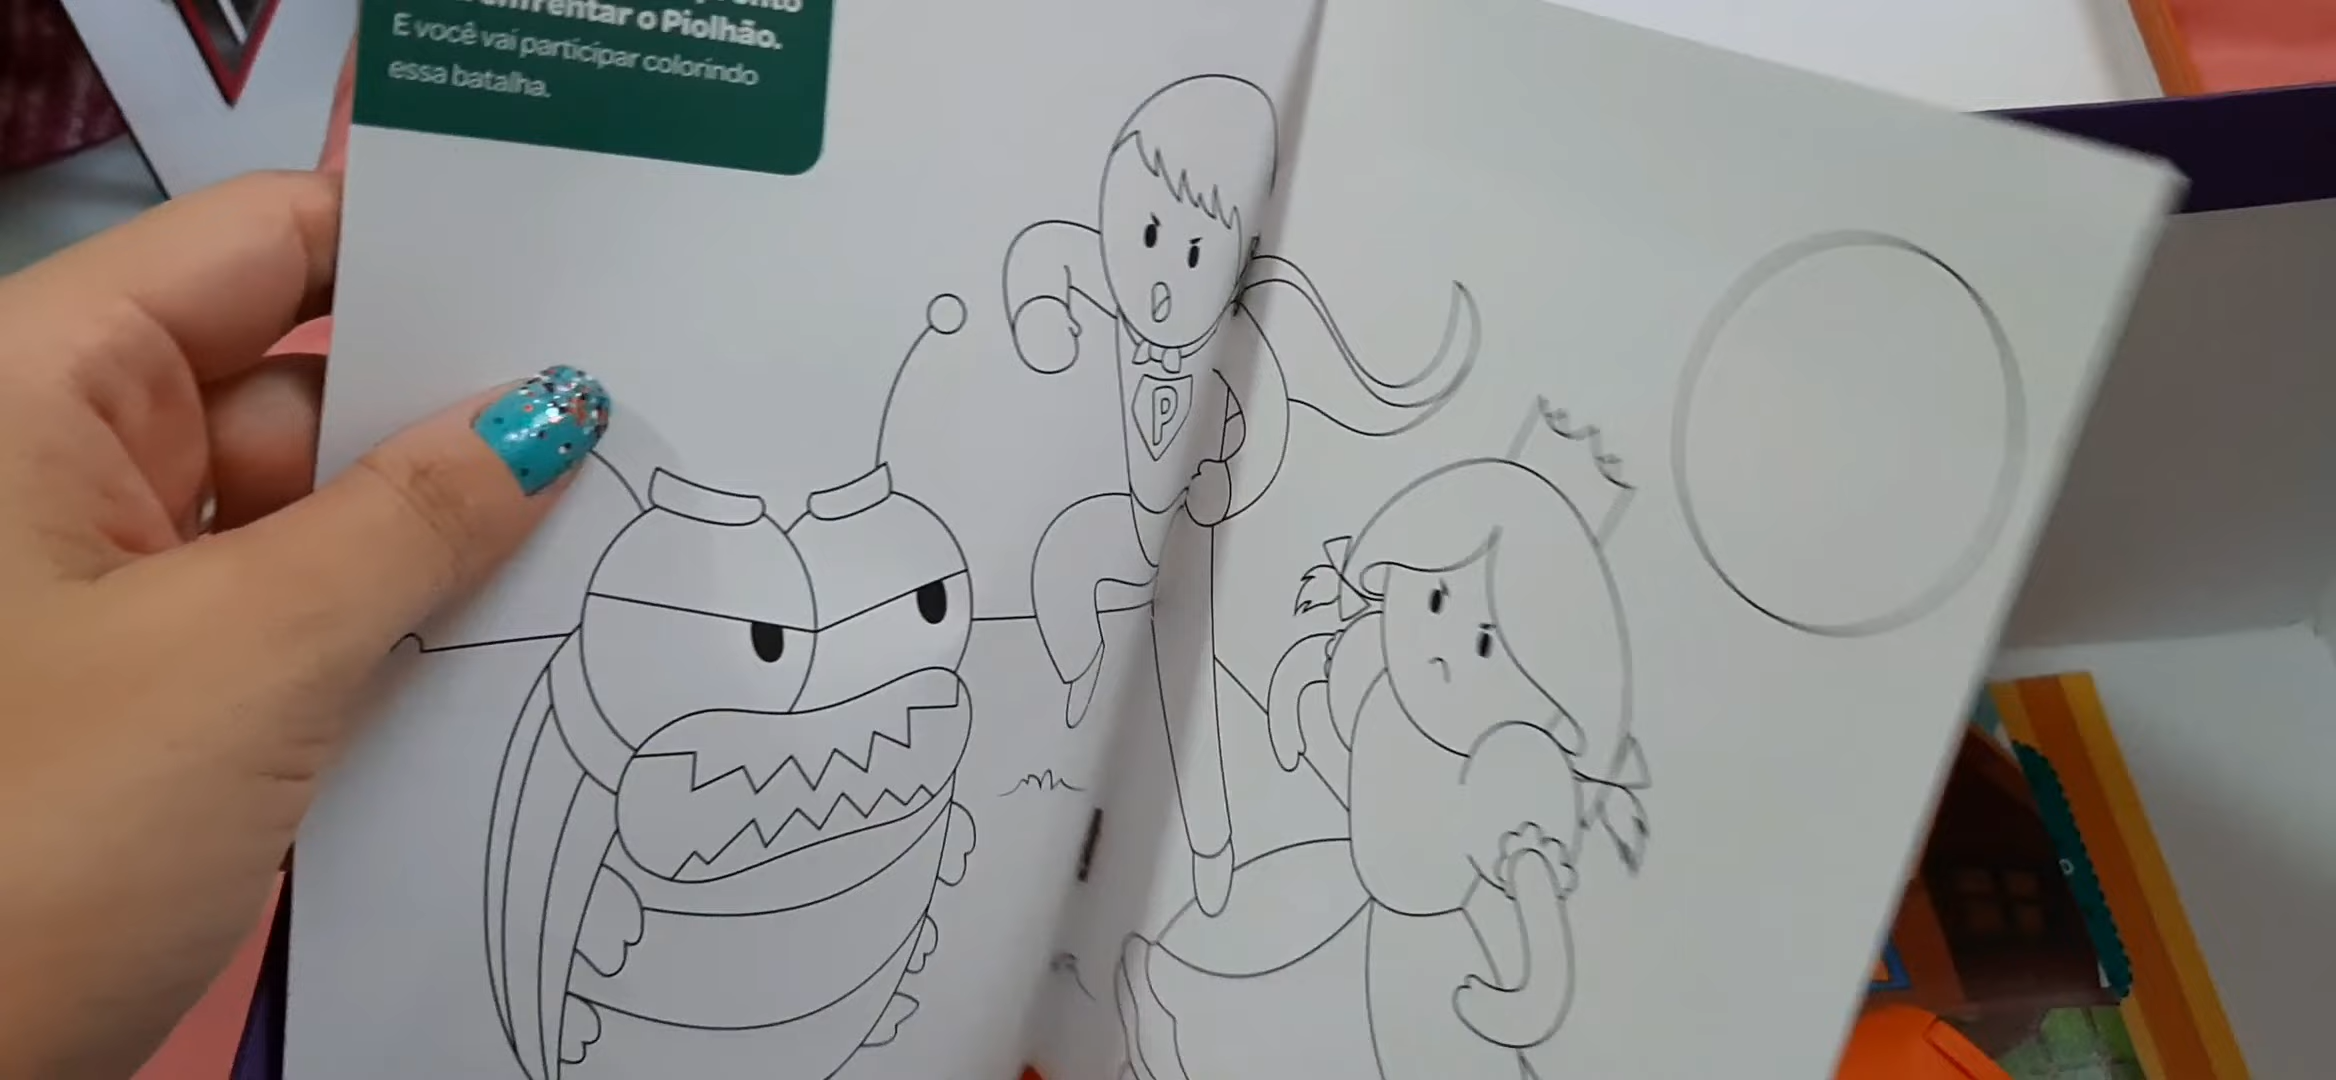 enfrentar o Piolhão.
E você vai participar colorindo
essa batalha.
P